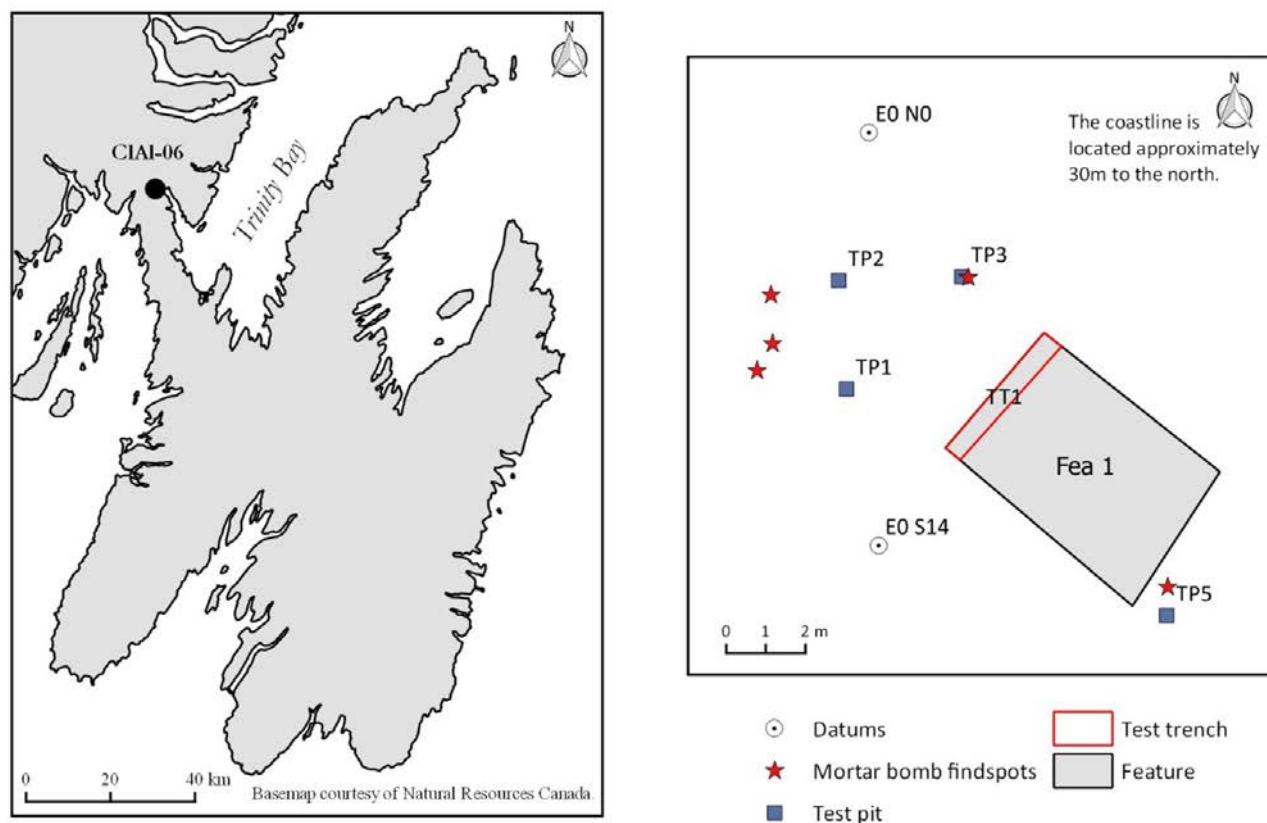 N
CIAI-06
Trinity Bay
0 20 40 km
Basemap courtesy of Natural Resources Canada.
N
E0 N0
The coastline is
located approximately
30m to the north.
TP2
TP3
TP1
TT1
Fea 1
E0 S14
TP5
0 1 2 m
Datums
Test trench
Mortar bomb findspots
Feature
Test pit